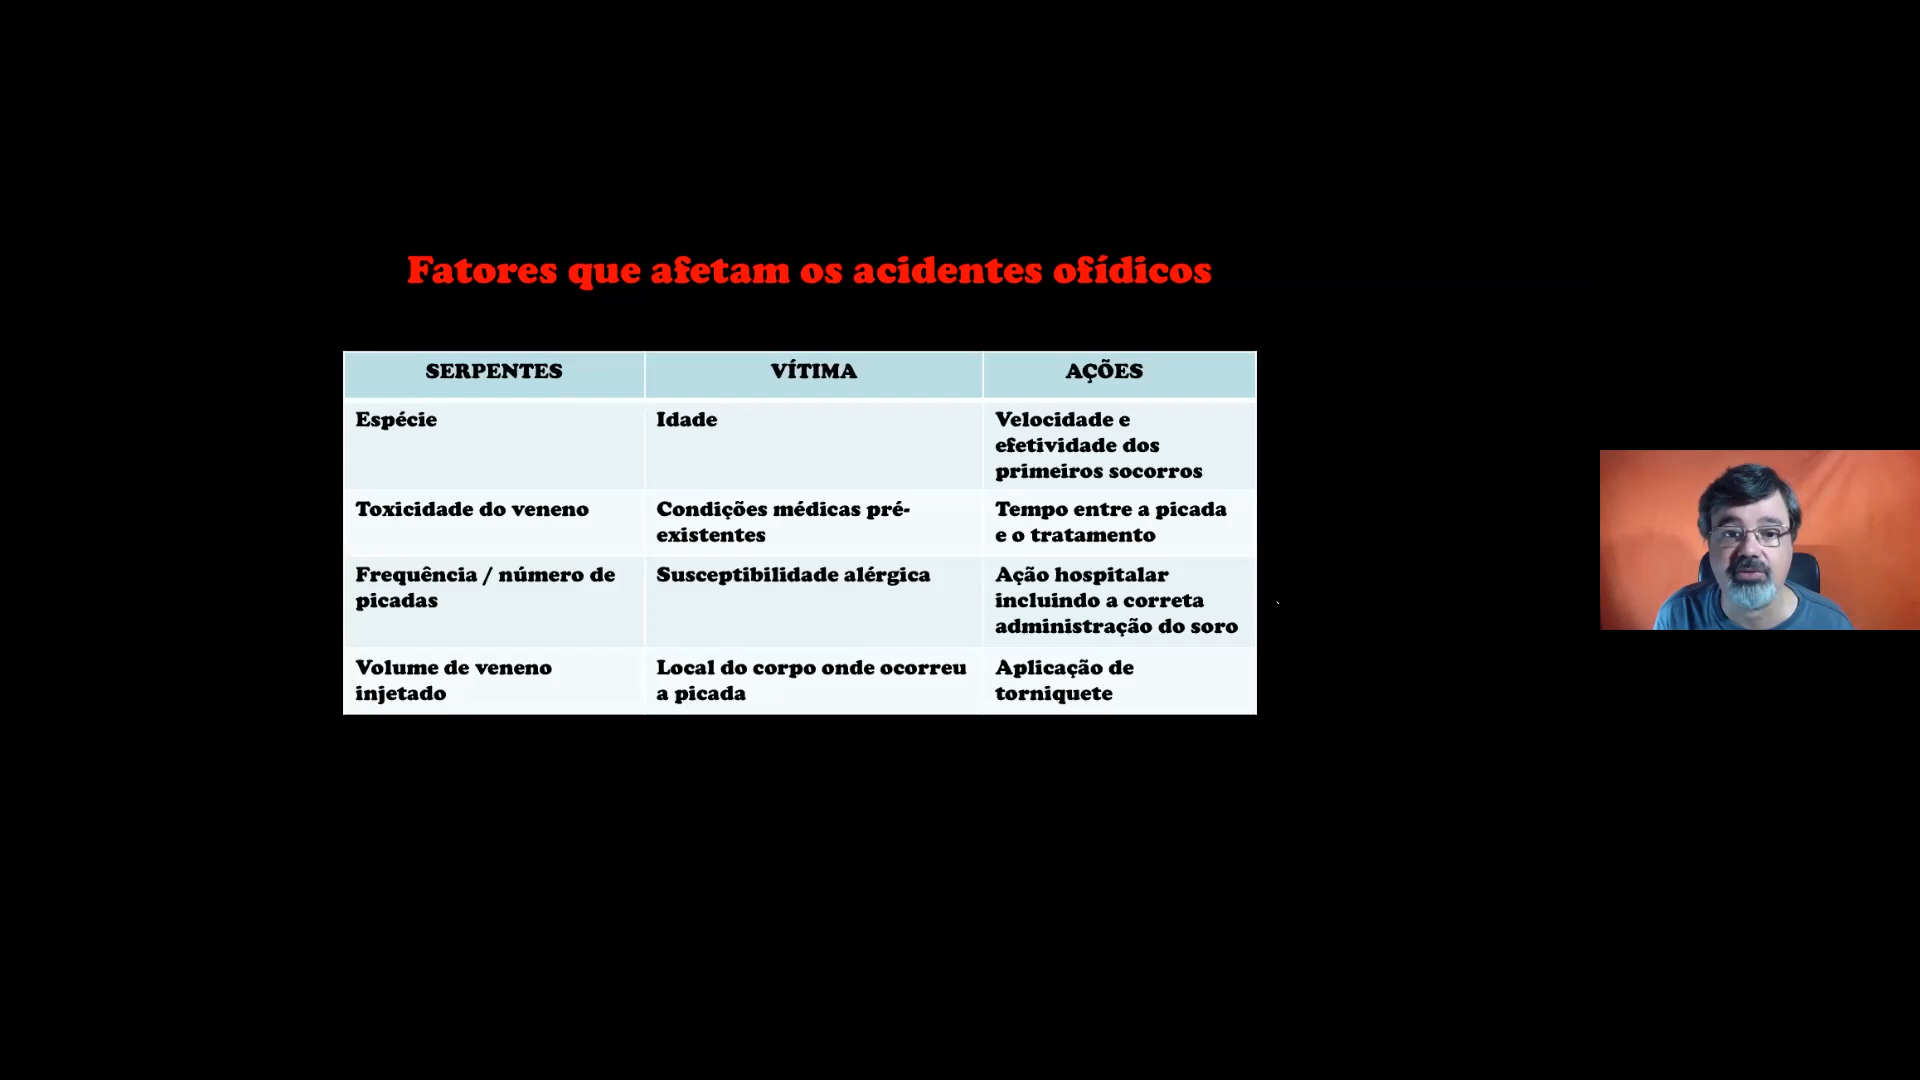 Fatores que afetam os acidentes ofídicos
SERPENTES
VÍTIMA
AÇÕES
Espécie
Idade
Velocidade e
efetividade dos
primeiros socorros
Toxicidade do veneno
Condições médicas pré-
existentes
Tempo entre a picada
e o tratamento
Frequência / número de
picadas
Susceptibilidade alérgica
Ação hospitalar
incluindo a correta
administração do soro
Volume de veneno
injetado
Local do corpo onde ocorreu
a picada
Aplicação de
torniquete